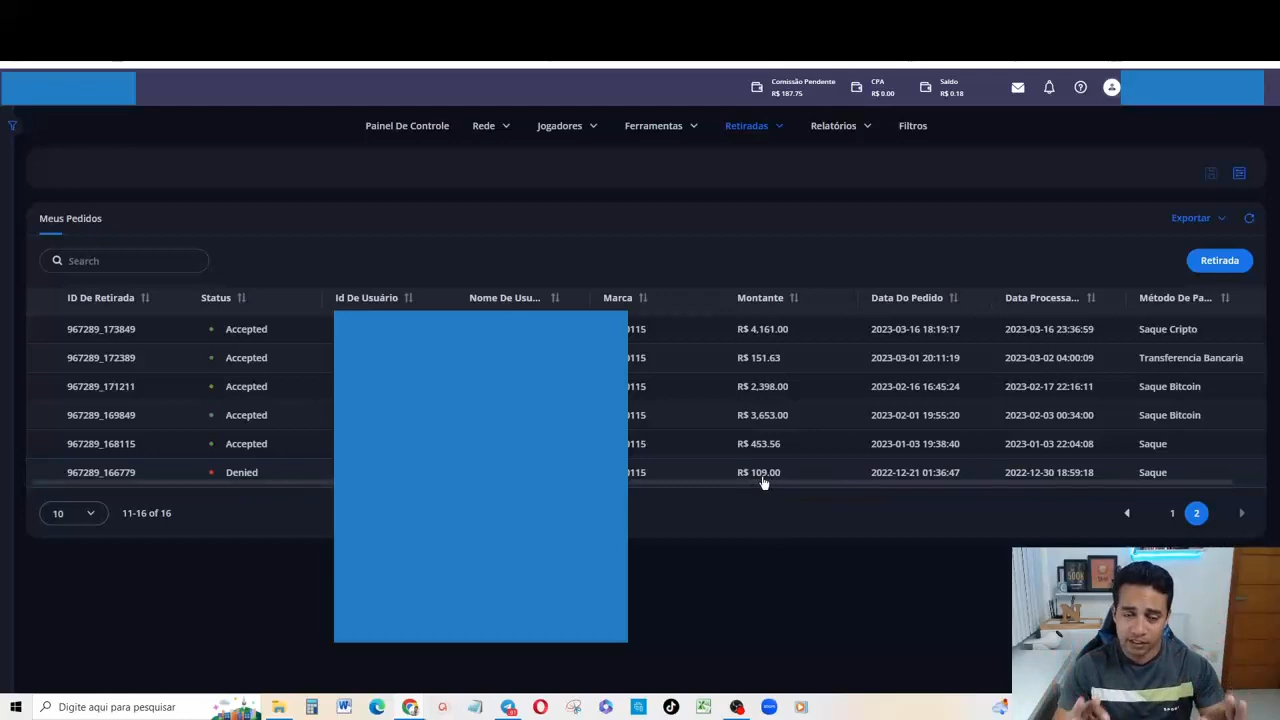 Comissão Pendente
R$ 187.75
CPA
R$ 0.00
Saldo
R$ 0.18
Painel De Controle Rede Jogadores Ferramentas Retiradas Relatórios Filtros
Meus Pedidos
Exportar
Search
Retirada
ID De Retirada Status Id De Usuário Nome De Usu... Marca Montante Data Do Pedido Data Processa... Método De Pa...
967289_173849 Accepted 0115 R$ 4,161.00 2023-03-16 18:19:17 2023-03-16 23:36:59 Saque Cripto
967289_172389 Accepted 0115 R$ 151.63 2023-03-01 20:11:19 2023-03-02 04:00:09 Transferencia Bancaria
967289_171211 Accepted 0115 R$ 2,398.00 2023-02-16 16:45:24 2023-02-17 22:16:11 Saque Bitcoin
967289_169849 Accepted 0115 R$ 3,653.00 2023-02-01 19:55:20 2023-02-03 00:34:00 Saque Bitcoin
967289_168115 Accepted 0115 R$ 453.56 2023-01-03 19:38:40 2023-01-03 22:04:08 Saque
967289_166779 Denied 0115 R$ 109.00 2022-12-21 01:36:47 2022-12-30 18:59:18 Saque
10 11-16 of 16 1 2
500K
Digite aqui para pesquisar